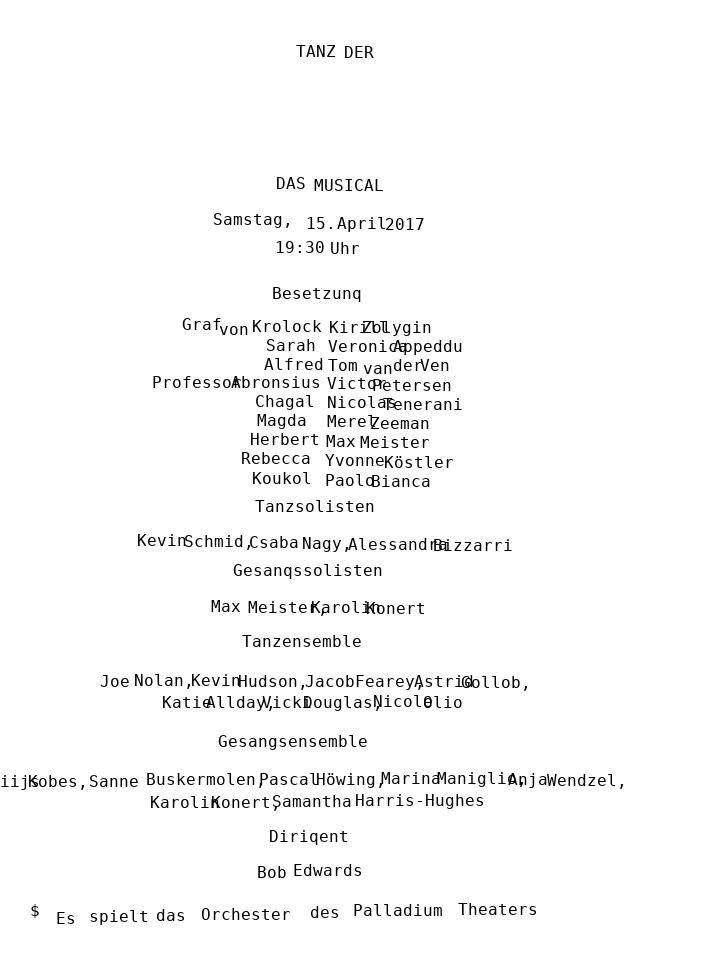 TANZ DER
DAS MUSICAL
Samstag, 15. April 2017
19:30 Uhr
Besetzunq
Graf von Krolock Kirill Zolygin
Sarah Veronica Appeddu
Alfred Tom van der Ven
Professor Abronsius Victor Petersen
Chagal Nicolas Tenerani
Magda Merel Zeeman
Herbert Max Meister
Rebecca Yvonne Köstler
Koukol Paolo Bianca
Tanzsolisten
Kevin Schmid, Csaba Nagy, Alessandra Bizzarri
Gesanqssolisten
Max Meister, Karolin Konert
Tanzensemble
Joe Nolan, Kevin Hudson, Jacob Fearey, Astrid Gollob,
Katie Allday, Vicki Douglas, Nicole Olio
Gesangsensemble
Kobes, Sanne Buskermolen, Pascal Höwing, Marina Maniglio, Anja Wendzel,
Karolin Konert, Samantha Harris-Hughes
Diriqent
Bob Edwards
$ Es spielt das Orchester des Palladium Theaters